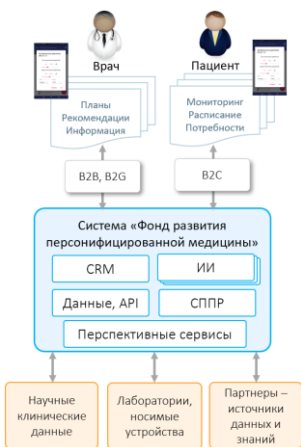 Врач
Пациент
Планы
Рекомендации
Информация
Мониторинг
Расписание
Потребности
B2B, B2G
B2C
Система «Фонд развития
персонифицированной медицины»
CRM
ИИ
Данные, API
СППР
Перспективные сервисы
Научные
клинические
данные
Лаборатории,
носимые
устройства
Партнеры –
источники
данных и
знаний